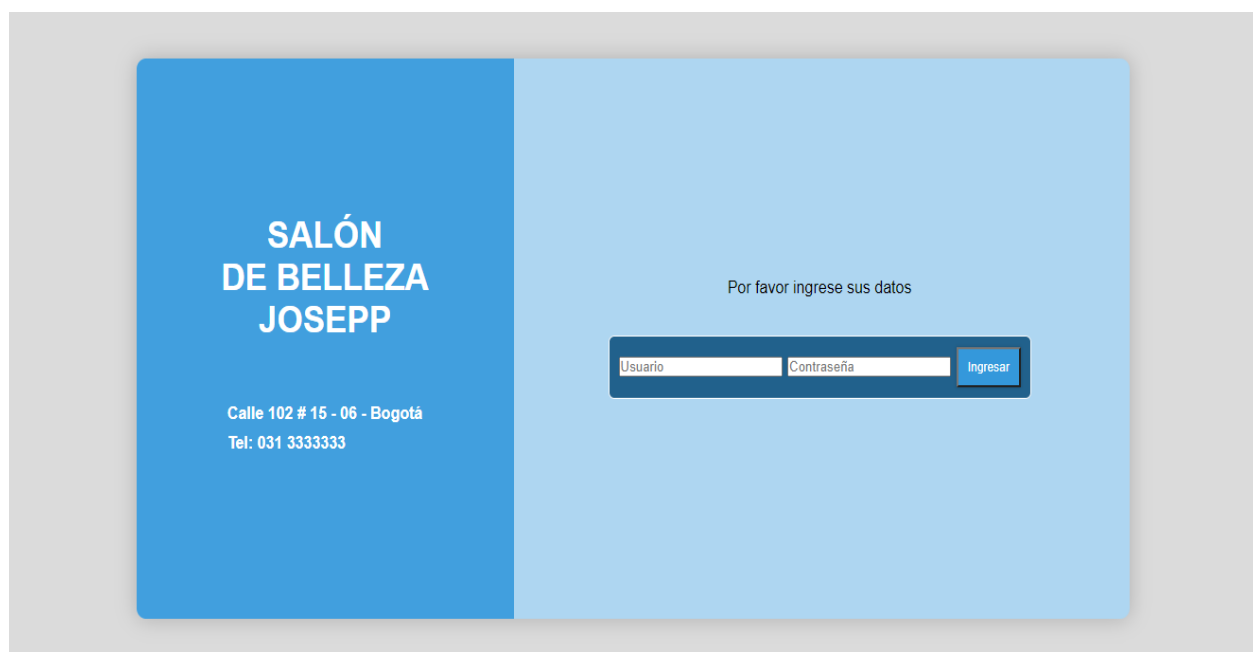 SALÓN
DE BELLEZA
JOSEPP
Calle 102 # 15 - 06 - Bogotá
Tel: 031 3333333
Por favor ingrese sus datos
Usuario Contraseña Ingresar